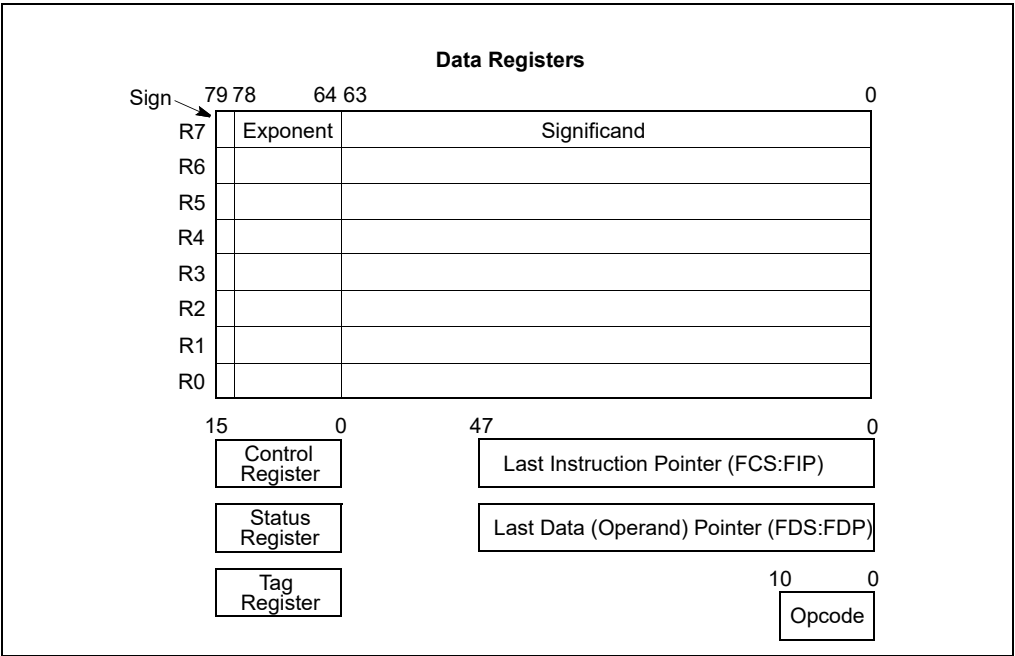 Data Registers
Sign 79 78 64 63 0
R7 Exponent Significand
R6
R5
R4
R3
R2
R1
R0
15 0 47 0
Control
Register
Last Instruction Pointer (FCS:FIP)
Status
Register
Last Data (Operand) Pointer (FDS:FDP)
Tag
Register
10 0
Opcode